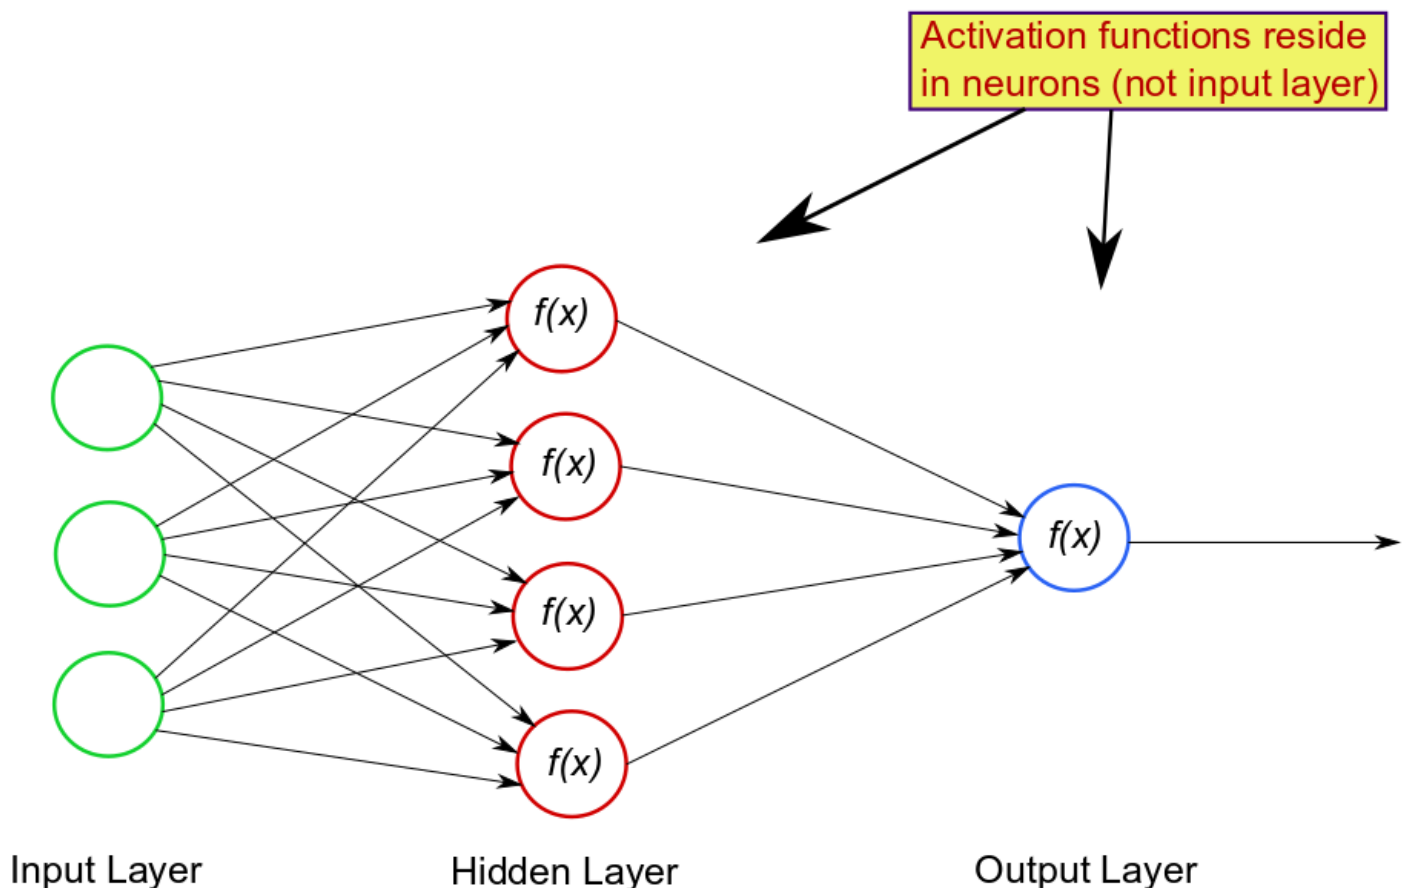 Activation functions reside
in neurons (not input layer)
f(x)
f(x)
f(x)
f(x)
f(x)
Input Layer
Hidden Layer
Output Layer